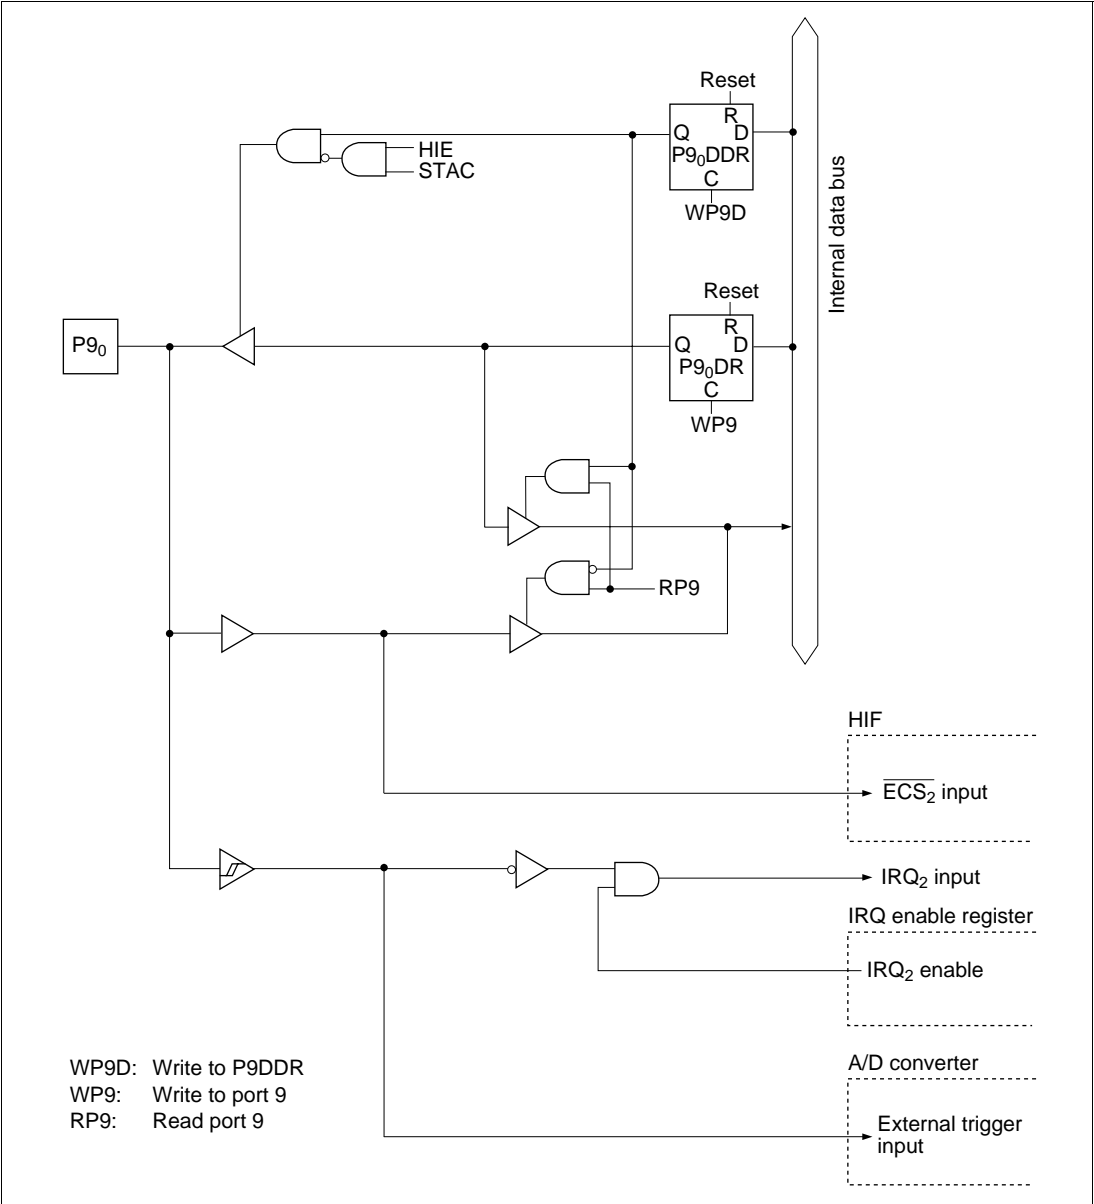 Reset
R
Q D
P9₀DDR
C
WP9D
HIE
STAC
Internal data bus
Reset
R
Q D
P9₀DR
C
WP9
P9₀
RP9
HIF
E̅C̅S̅₂̅ input
IRQ₂ input
IRQ enable register
IRQ₂ enable
A/D converter
External trigger
input
WP9D: Write to P9DDR
WP9: Write to port 9
RP9: Read port 9